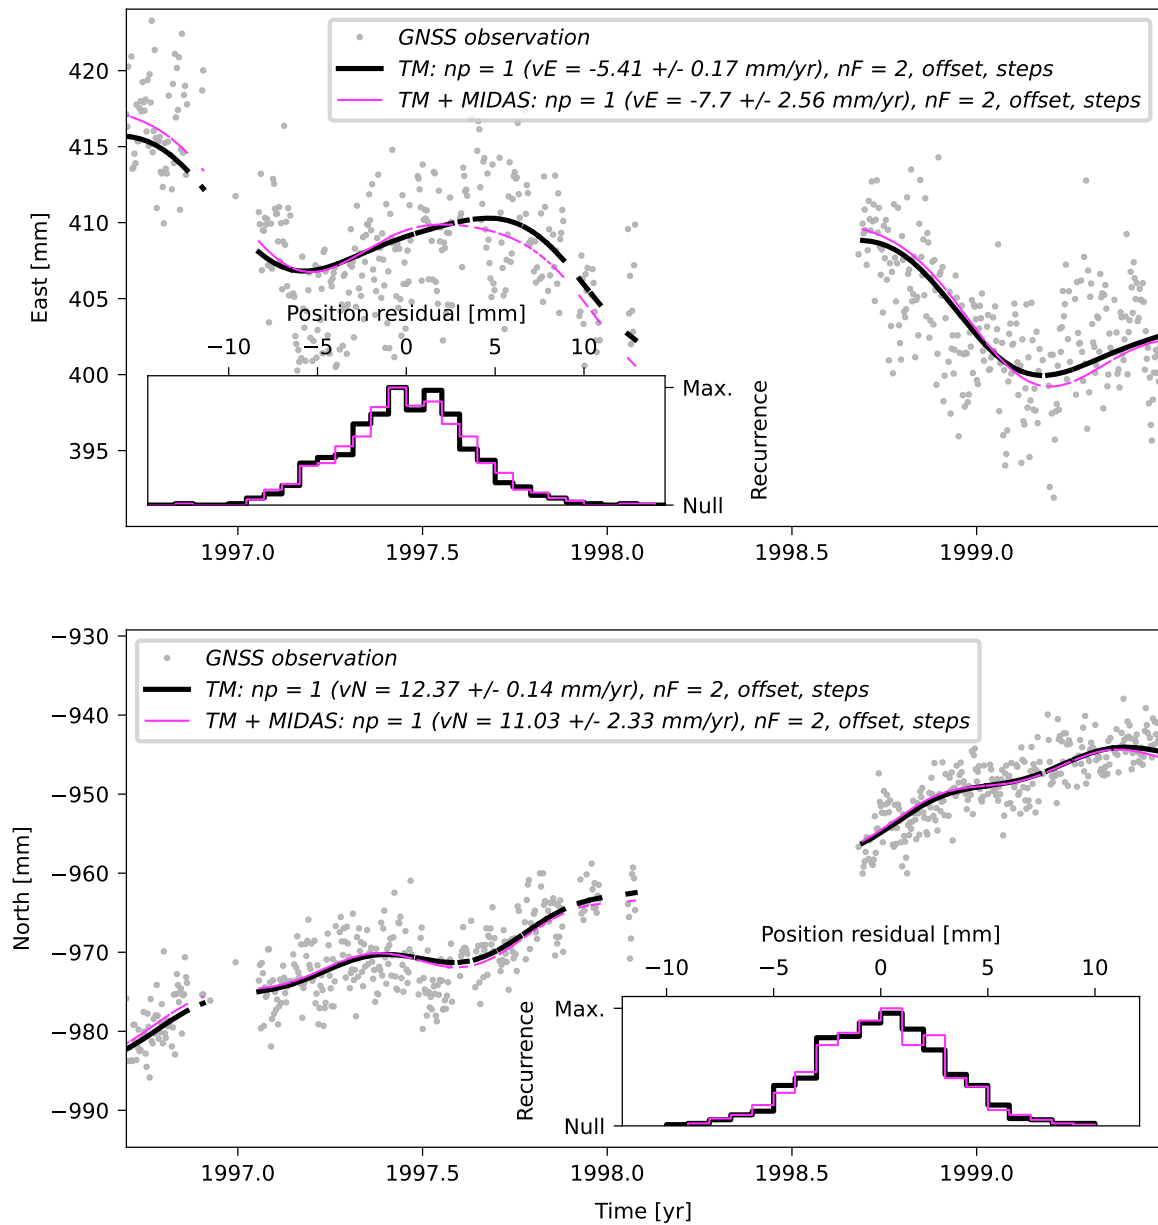 GNSS observation
TM: np = 1 (vE = -5.41 +/- 0.17 mm/yr), nF = 2, offset, steps
TM + MIDAS: np = 1 (vE = -7.7 +/- 2.56 mm/yr), nF = 2, offset, steps
420
415
410
405
400
395
East [mm]
Position residual [mm]
−10 −5 0 5 10
Max.
Null
Recurrence
1997.0 1997.5 1998.0 1998.5 1999.0
GNSS observation
TM: np = 1 (vN = 12.37 +/- 0.14 mm/yr), nF = 2, offset, steps
TM + MIDAS: np = 1 (vN = 11.03 +/- 2.33 mm/yr), nF = 2, offset, steps
−930
−940
−950
−960
−970
−980
−990
North [mm]
Position residual [mm]
−10 −5 0 5 10
Max.
Null
Recurrence
1997.0 1997.5 1998.0 1998.5 1999.0
Time [yr]